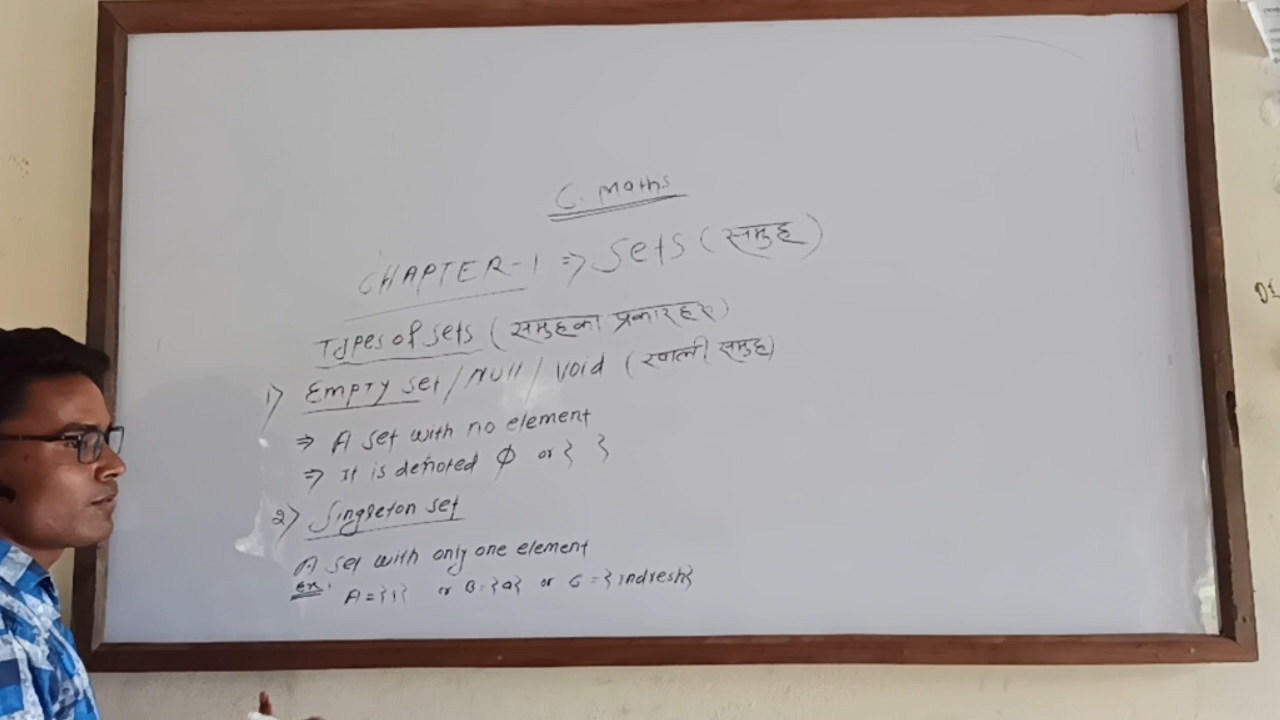 C. Maths
CHAPTER-1 ⇒ Sets (समुह)
Types of sets (समुहका प्रकारहरु)
1) Empty set / Null / Void (खाली समुह)
⇒ A set with no element
⇒ It is denoted ϕ or { }
2) Singleton set
A set with only one element
Ex: A = {1} or B = {a} or C = {Indresh}